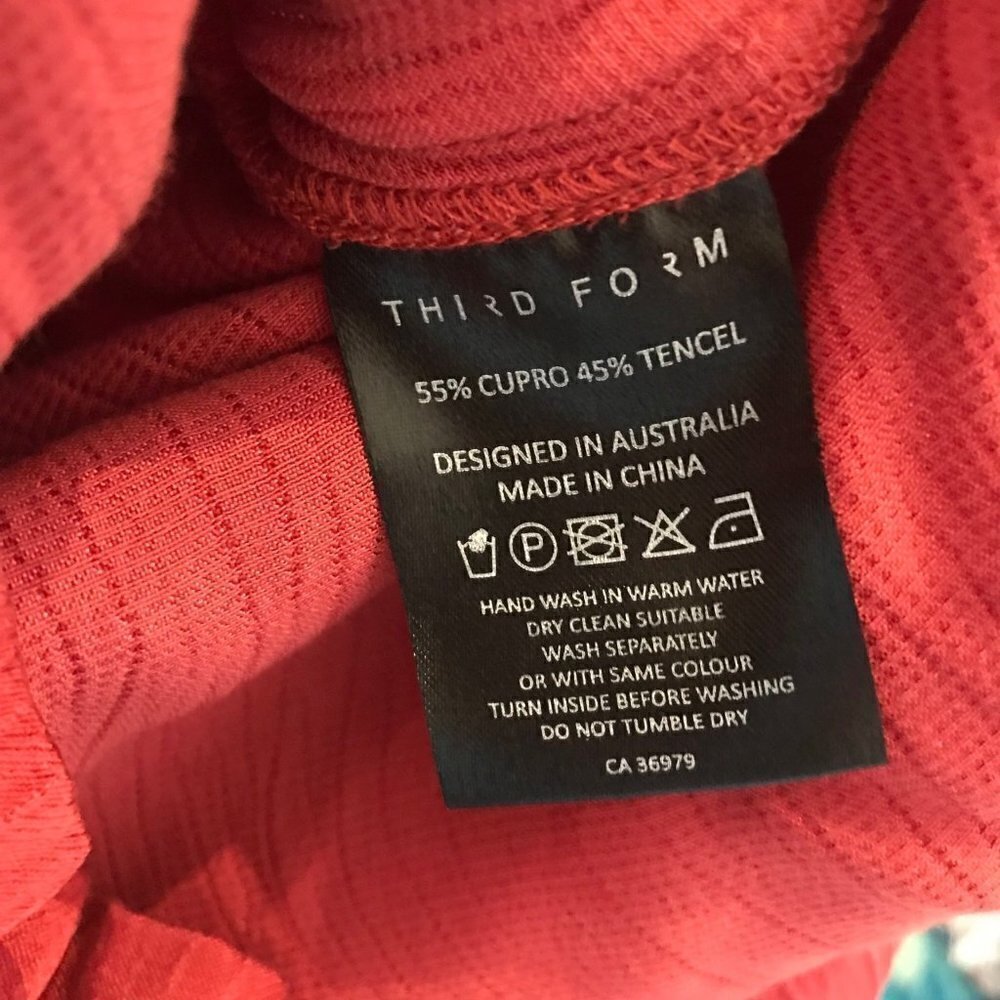 THIRD FORM
55% CUPRO 45% TENCEL
DESIGNED IN AUSTRALIA
MADE IN CHINA
P
HAND WASH IN WARM WATER
DRY CLEAN SUITABLE
WASH SEPARATELY
OR WITH SAME COLOUR
TURN INSIDE BEFORE WASHING
DO NOT TUMBLE DRY
CA 36979